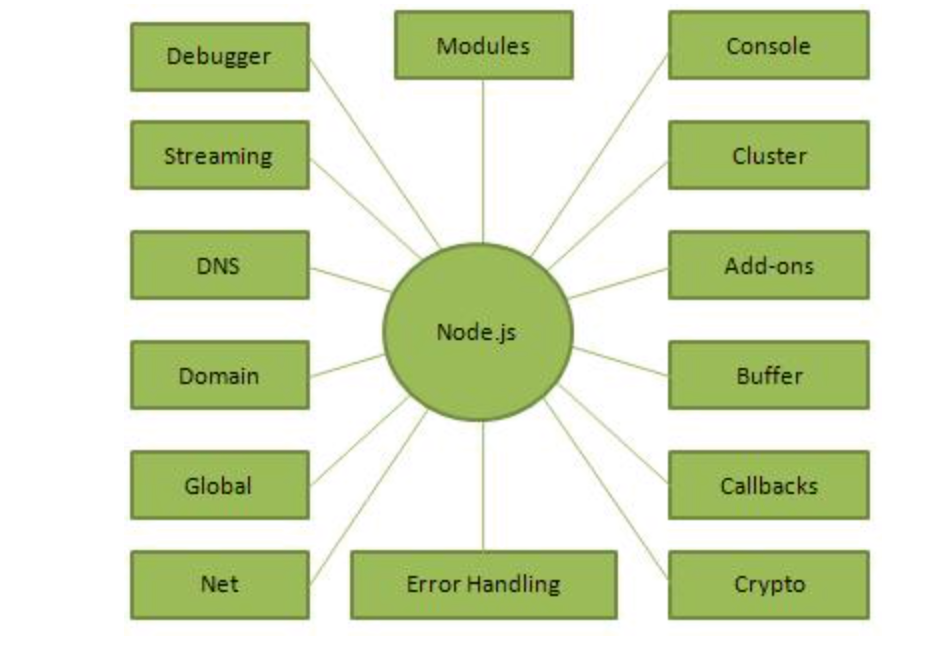 Debugger
Modules
Console
Streaming
Cluster
DNS
Add-ons
Node.js
Domain
Buffer
Global
Callbacks
Net
Error Handling
Crypto